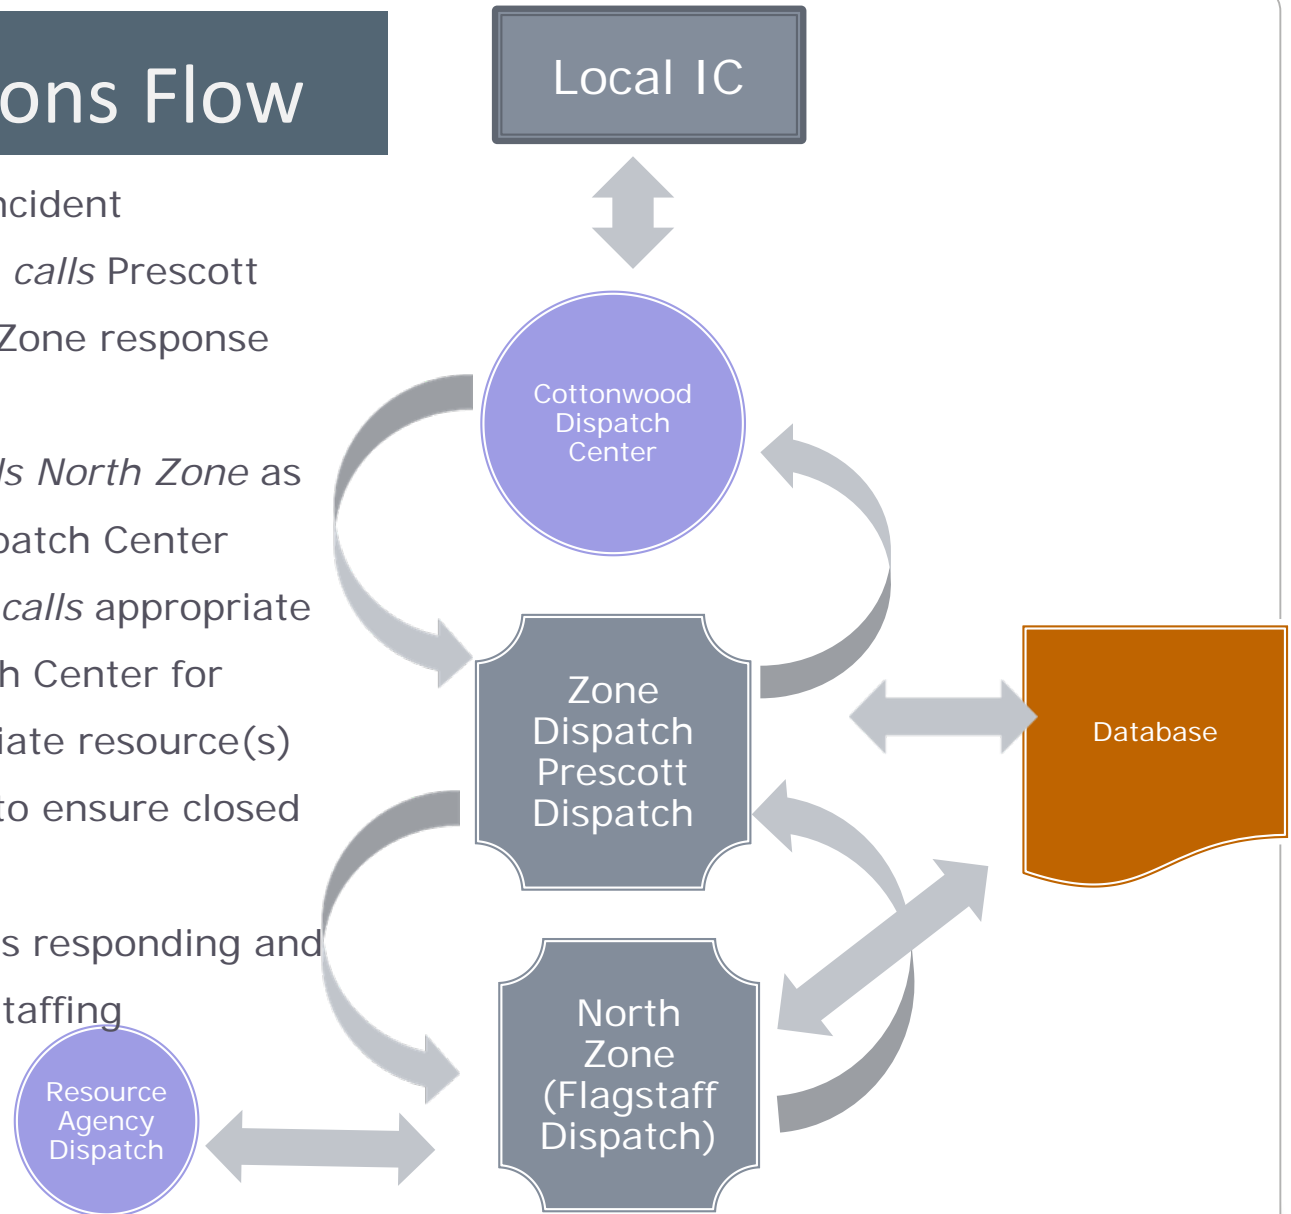 ons Flow
ncident
calls Prescott
Zone response
ls North Zone as
patch Center
calls appropriate
h Center for
iate resource(s)
to ensure closed
s responding and
taffing
Local IC
Cottonwood
Dispatch
Center
Zone
Dispatch
Prescott
Dispatch
Database
North
Zone
(Flagstaff
Dispatch)
Resource
Agency
Dispatch